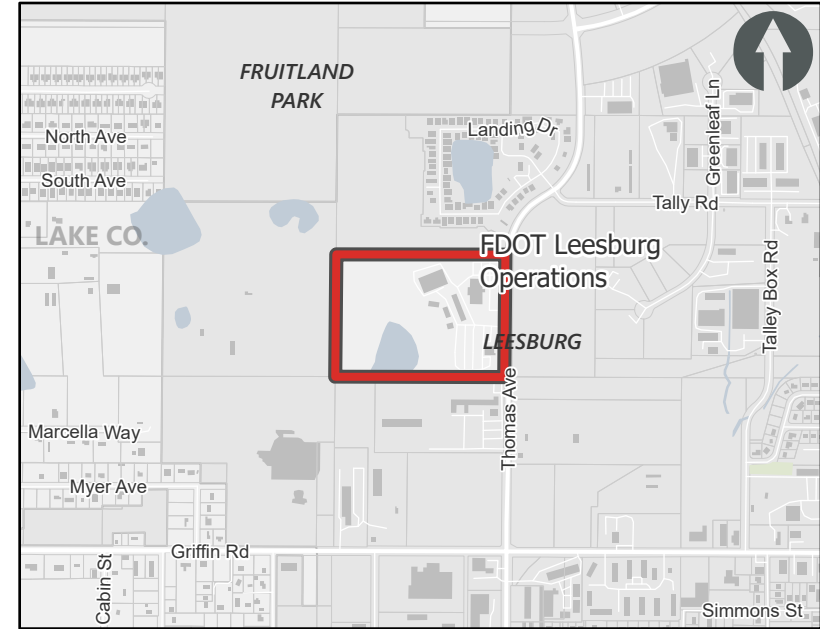 FRUITLAND
PARK
Landing Dr
Greenleaf Ln
North Ave
South Ave
Tally Rd
LAKE CO.
FDOT Leesburg
Operations
Talley Box Rd
LEESBURG
Thomas Ave
Marcella Way
Myer Ave
Griffin Rd
Cabin St
Simmons St